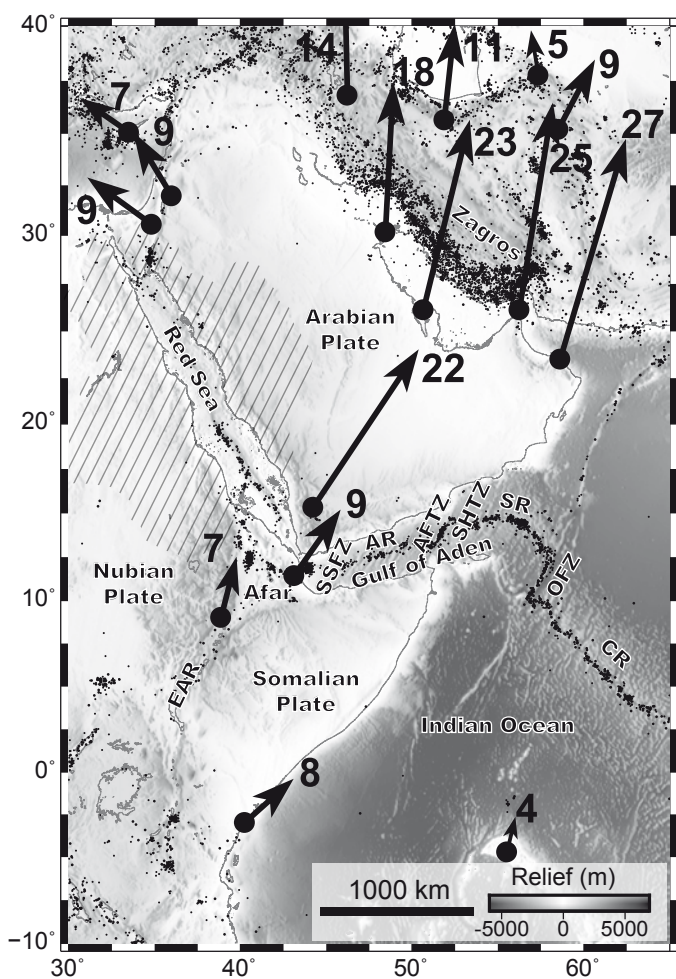 40°
14
11
5
18
9
7
9
23
27
25
9
Zagros
30°
Arabian
Plate
Red Sea
22
20°
9
SSFZ
AR
AFTZ
SHTZ
SR
7
Gulf of Aden
Nubian
Plate
Afar
OFZ
10°
EAR
CR
Somalian
Plate
Indian Ocean
0°
8
4
1000 km
Relief (m)
-5000 0 5000
−10°
30° 40° 50° 60°